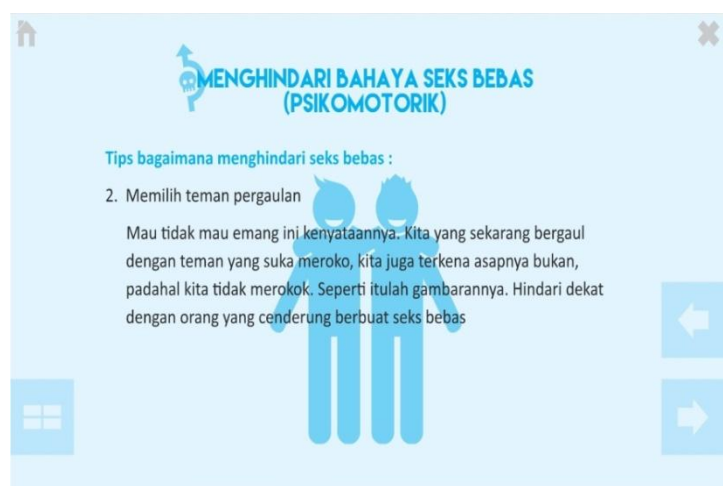 MENGHINDARI BAHAYA SEKS BEBAS
(PSIKOMOTORIK)
Tips bagaimana menghindari seks bebas :
2. Memilih teman pergaulan
Mau tidak mau emang ini kenyataannya. Kita yang sekarang bergaul
dengan teman yang suka meroko, kita juga terkena asapnya bukan,
padahal kita tidak merokok. Seperti itulah gambarannya. Hindari dekat
dengan orang yang cenderung berbuat seks bebas